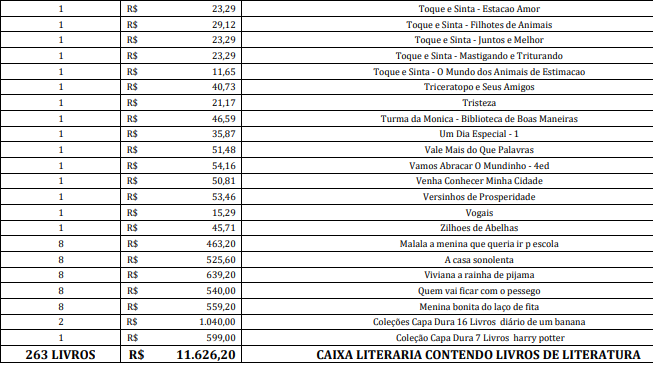 1 R$ 23,29 Toque e Sinta - Estacao Amor
1 R$ 29,12 Toque e Sinta - Filhotes de Animais
1 R$ 23,29 Toque e Sinta - Juntos e Melhor
1 R$ 23,29 Toque e Sinta - Mastigando e Triturando
1 R$ 11,65 Toque e Sinta - O Mundo dos Animais de Estimacao
1 R$ 40,73 Triceratopo e Seus Amigos
1 R$ 21,17 Tristeza
1 R$ 46,59 Turma da Monica - Biblioteca de Boas Maneiras
1 R$ 35,87 Um Dia Especial - 1
1 R$ 51,48 Vale Mais do Que Palavras
1 R$ 54,16 Vamos Abracar O Mundinho - 4ed
1 R$ 50,81 Venha Conhecer Minha Cidade
1 R$ 53,46 Versinhos de Prosperidade
1 R$ 15,29 Vogais
1 R$ 45,71 Zilhoes de Abelhas
8 R$ 463,20 Malala a menina que queria ir p escola
8 R$ 525,60 A casa sonolenta
8 R$ 639,20 Viviana a rainha de pijama
8 R$ 540,00 Quem vai ficar com o pessego
8 R$ 559,20 Menina bonita do laço de fita
2 R$ 1.040,00 Coleções Capa Dura 16 Livros diário de um banana
1 R$ 599,00 Coleção Capa Dura 7 Livros harry potter
263 LIVROS R$ 11.626,20 CAIXA LITERARIA CONTENDO LIVROS DE LITERATURA